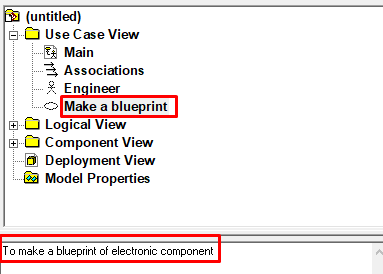 (untitled)
Use Case View
Main
Associations
Engineer
Make a blueprint
Logical View
Component View
Deployment View
Model Properties
To make a blueprint of electronic component